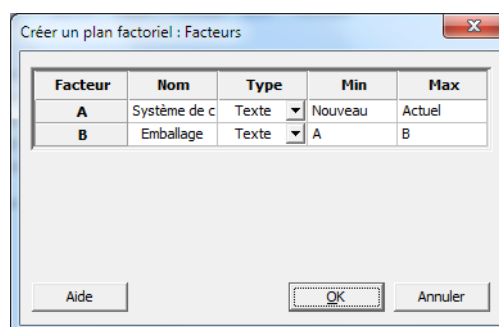 Créer un plan factoriel : Facteurs
Facteur Nom Type Min Max
A Système de c Texte Nouveau Actuel
B Emballage Texte A B
Aide OK Annuler